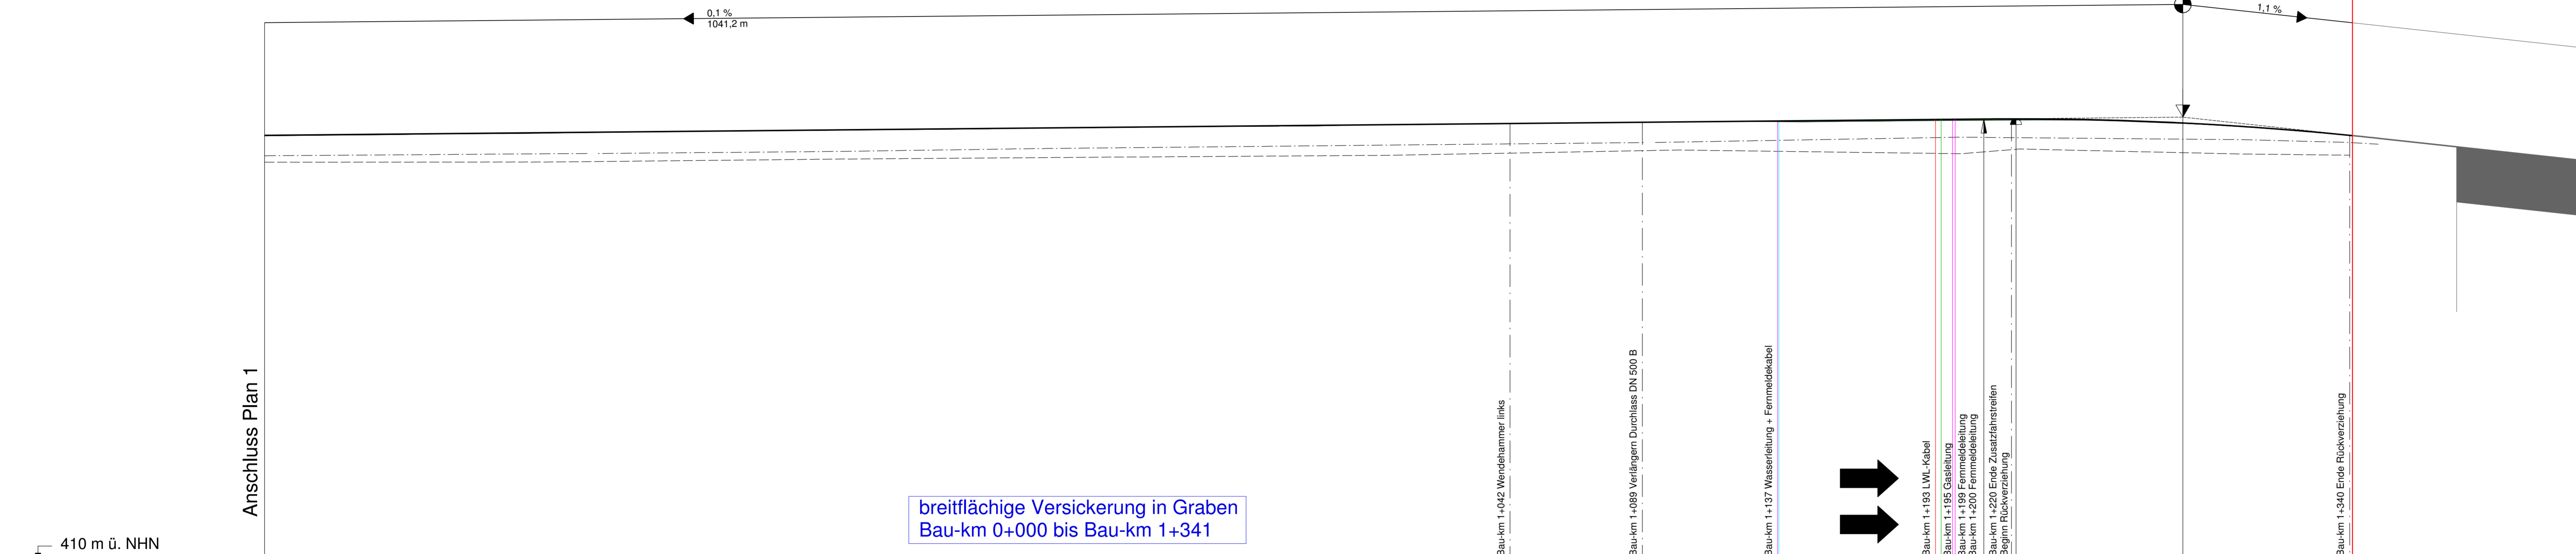 0,1 %
1041,2 m
1,1 %
Anschluss Plan 1
breitflächige Versickerung in Graben
Bau-km 0+000 bis Bau-km 1+341
410 m ü. NHN
Bau-km 1+042 Wendehammer links
Bau-km 1+089 Verlängern Durchlass DN 500 B
Bau-km 1+137 Wasserleitung + Fernmeldekabel
Bau-km 1+193 LWL-Kabel
Bau-km 1+195 Gasleitung
Bau-km 1+199 Fernmeldeleitung
Bau-km 1+200 Fernmeldeleitung
Bau-km 1+220 Ende Zusatzfahrstreifen
Beginn Rückverziehung
Bau-km 1+340 Ende Rückverziehung